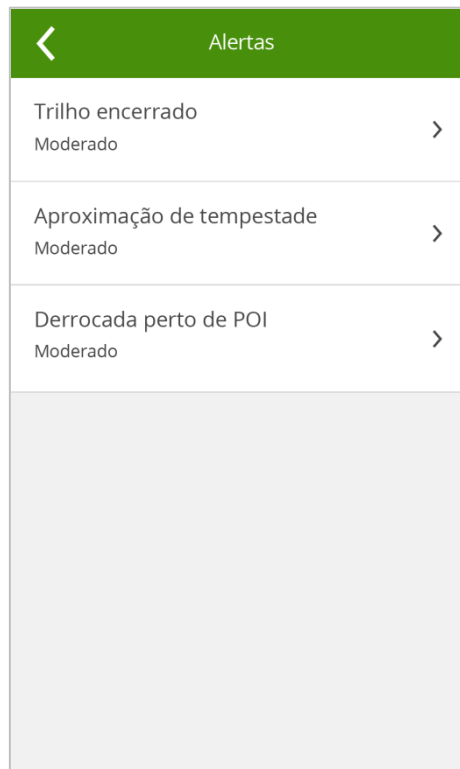 Alertas
Trilho encerrado
Moderado
Aproximação de tempestade
Moderado
Derrocada perto de POI
Moderado